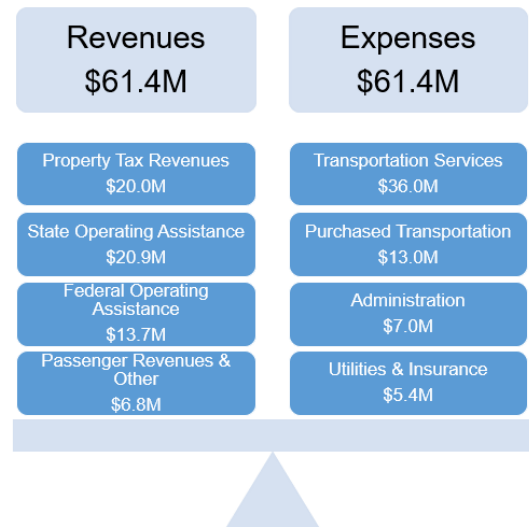 Revenues
$61.4M
Expenses
$61.4M
Property Tax Revenues
$20.0M
Transportation Services
$36.0M
State Operating Assistance
$20.9M
Purchased Transportation
$13.0M
Federal Operating
Assistance
$13.7M
Administration
$7.0M
Passenger Revenues &
Other
$6.8M
Utilities & Insurance
$5.4M